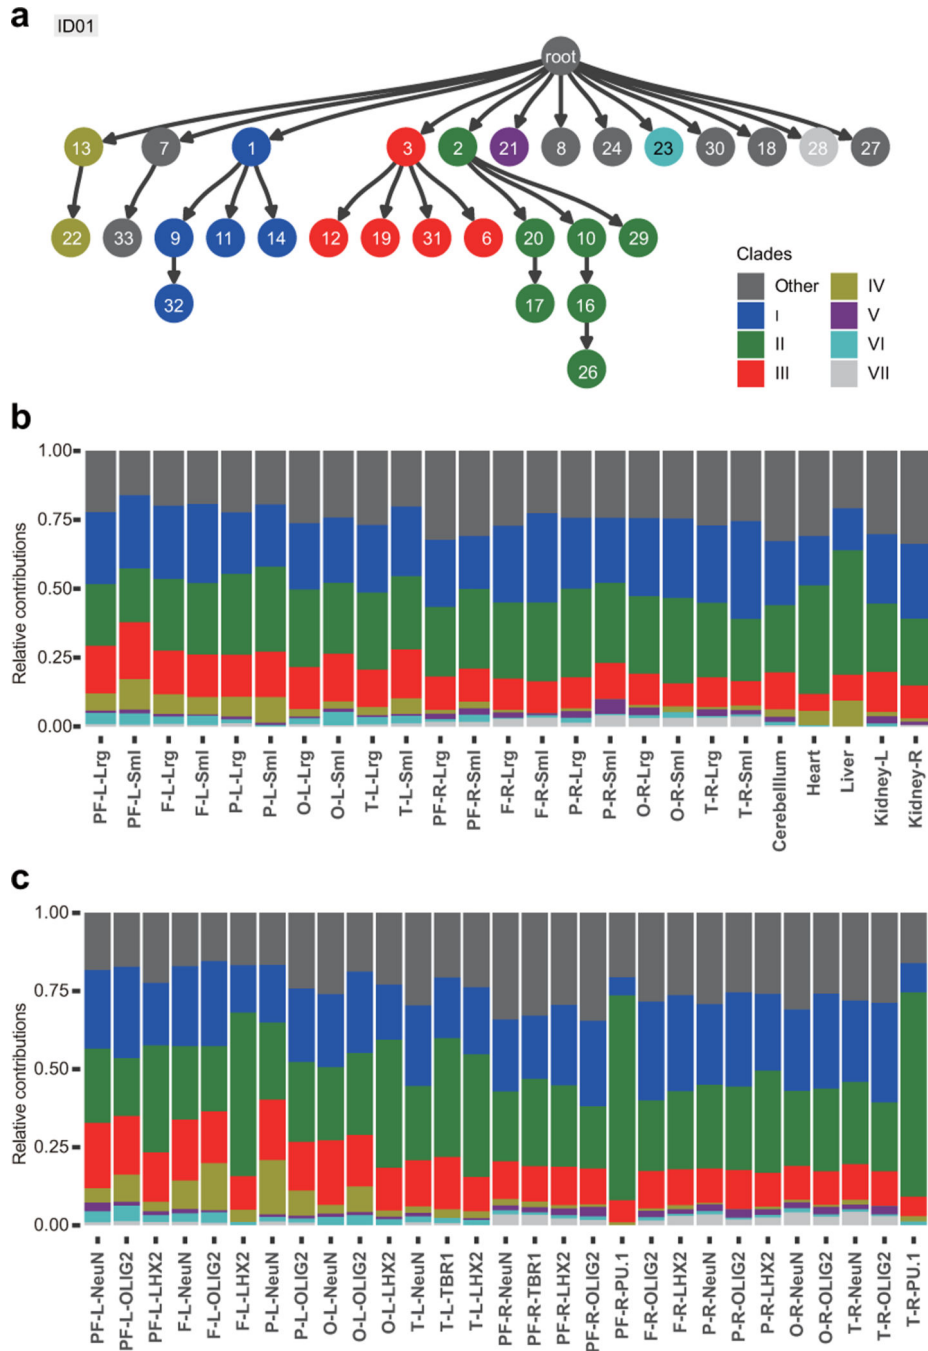 a
ID01
root
13 7 1 3 2 21 8 24 23 30 18 28 27
22 33 9 11 14 12 19 31 6 20 10 29
32 17 16
26
Clades
Other IV
I V
II VI
III VII
b
Relative contributions
1.00
0.75
0.50
0.25
0.00
PF-L-Lrg
PF-L-Sml
F-L-Lrg
F-L-Sml
P-L-Lrg
P-L-Sml
O-L-Lrg
O-L-Sml
T-L-Lrg
T-L-Sml
PF-R-Lrg
PF-R-Sml
F-R-Lrg
F-R-Sml
P-R-Lrg
P-R-Sml
O-R-Lrg
O-R-Sml
T-R-Lrg
T-R-Sml
Cerebelllum
Heart
Liver
Kidney-L
Kidney-R
c
Relative contributions
1.00
0.75
0.50
0.25
0.00
PF-L-NeuN
PF-L-OLIG2
PF-L-LHX2
F-L-NeuN
F-L-OLIG2
F-L-LHX2
P-L-NeuN
P-L-OLIG2
O-L-NeuN
O-L-OLIG2
O-L-LHX2
T-L-NeuN
T-L-TBR1
T-L-LHX2
PF-R-NeuN
PF-R-TBR1
PF-R-LHX2
PF-R-OLIG2
PF-R-PU.1
F-R-OLIG2
F-R-LHX2
P-R-NeuN
P-R-OLIG2
P-R-LHX2
O-R-NeuN
O-R-OLIG2
T-R-NeuN
T-R-OLIG2
T-R-PU.1